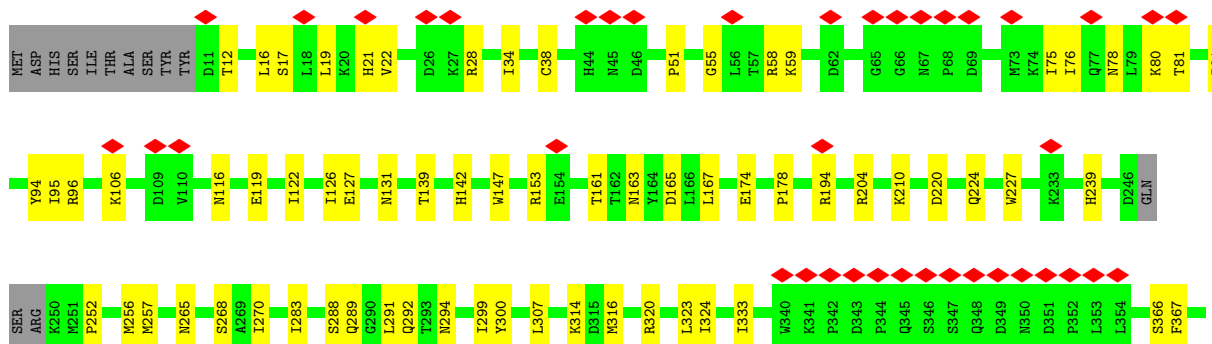 MET ASP HIS SER ILE THR ALA SER TYR TYR D11 T12 L16 S17 L18 L19 K20 H21 V22 D26 K27 R28 I34 C38 H44 N45 D46 P51 G55 L56 T57 R58 K59 D62 G65 G66 N67 P68 D69 M73 K74 I75 I76 Q77 N78 L79 K80 T81
Y94 I95 R96 K106 D109 V110 N116 E119 I122 I126 E127 N131 T139 H142 W147 R153 E154 T161 T162 N163 Y164 D165 L166 L167 E174 P178 R194 R204 K210 D220 Q224 W227 K233 H239 D246 GLN
SER ARG K250 M251 P252 M256 M257 N265 S268 A269 I270 I283 S288 Q289 G290 L291 Q292 T293 N294 I299 Y300 L307 K314 D315 M316 R320 L323 I324 I333 W340 K341 P342 D343 P344 Q345 S346 S347 Q348 D349 N350 D351 P352 L353 L354 S366 F367